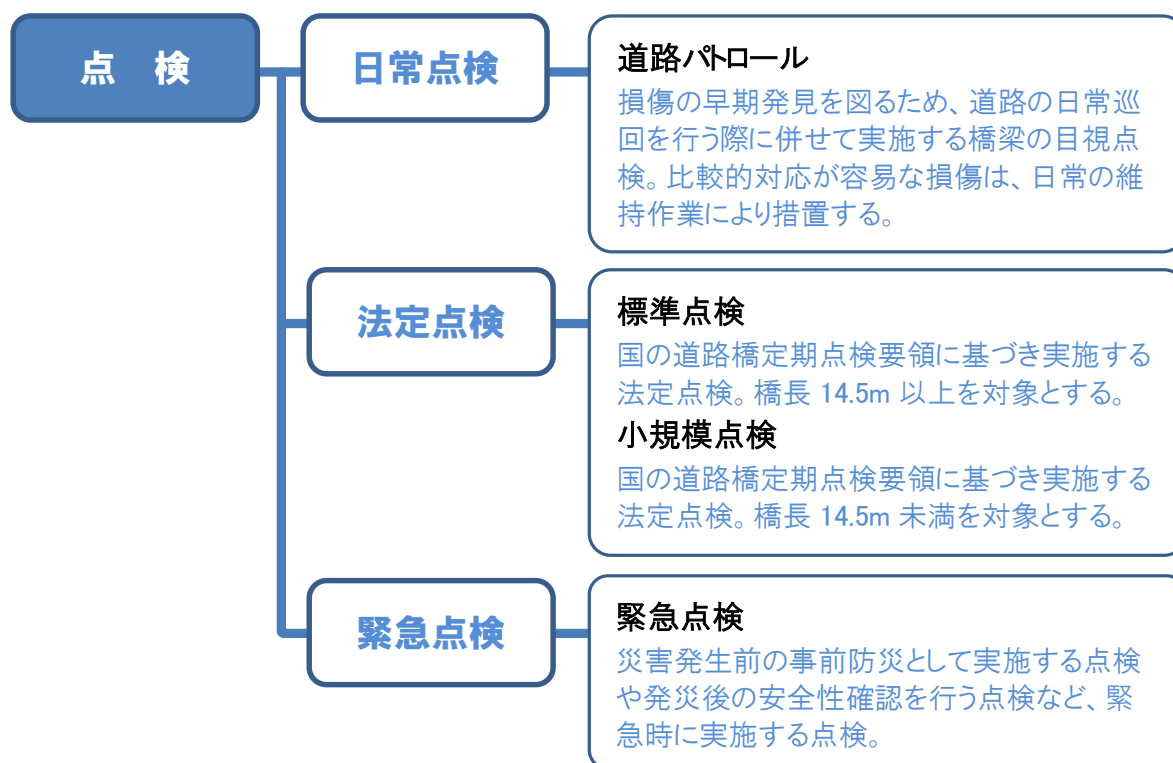 点　検
日常点検
道路パトロール
損傷の早期発見を図るため、道路の日常巡
回を行う際に併せて実施する橋梁の目視点
検。比較的対応が容易な損傷は、日常の維
持作業により措置する。
法定点検
標準点検
国の道路橋定期点検要領に基づき実施する
法定点検。橋長 14.5m 以上を対象とする。
小規模点検
国の道路橋定期点検要領に基づき実施する
法定点検。橋長 14.5m 未満を対象とする。
緊急点検
緊急点検
災害発生前の事前防災として実施する点検
や発災後の安全性確認を行う点検など、緊
急時に実施する点検。